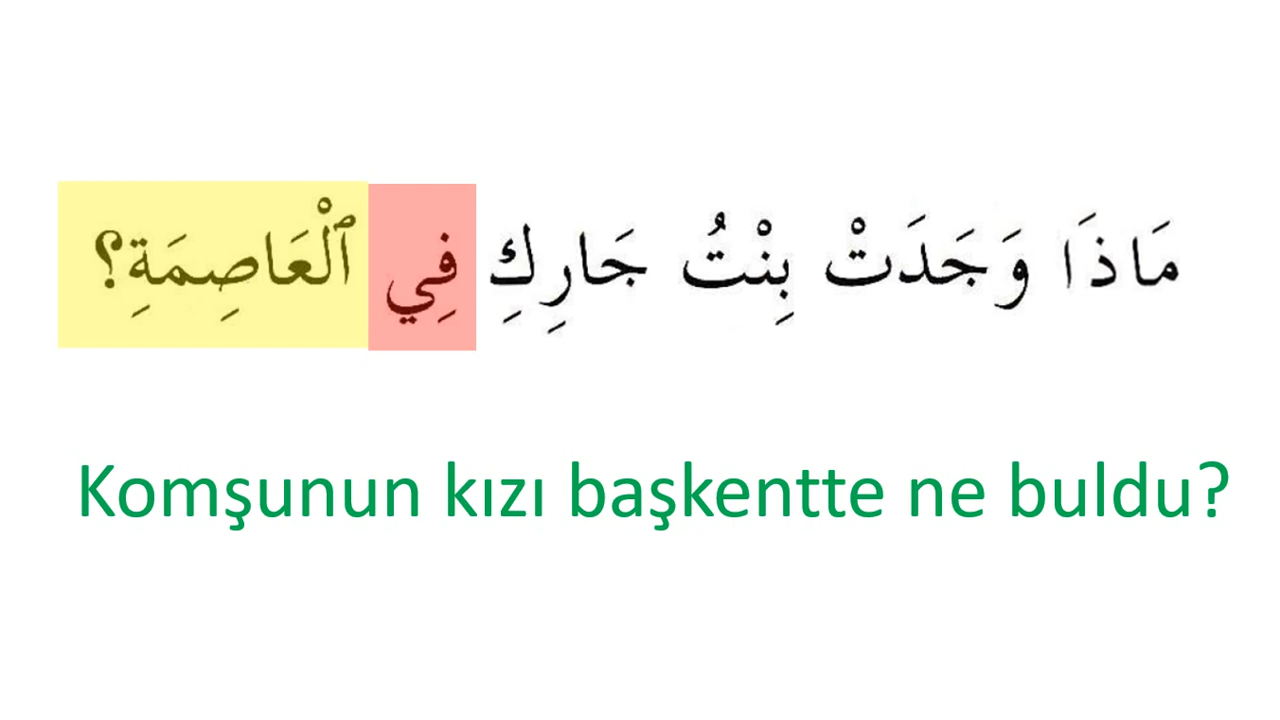 مَاذَا وَجَدَتْ بِنْتُ جَارِكِ فِي ٱلْعَاصِمَةِ؟
Komşunun kızı başkentte ne buldu?